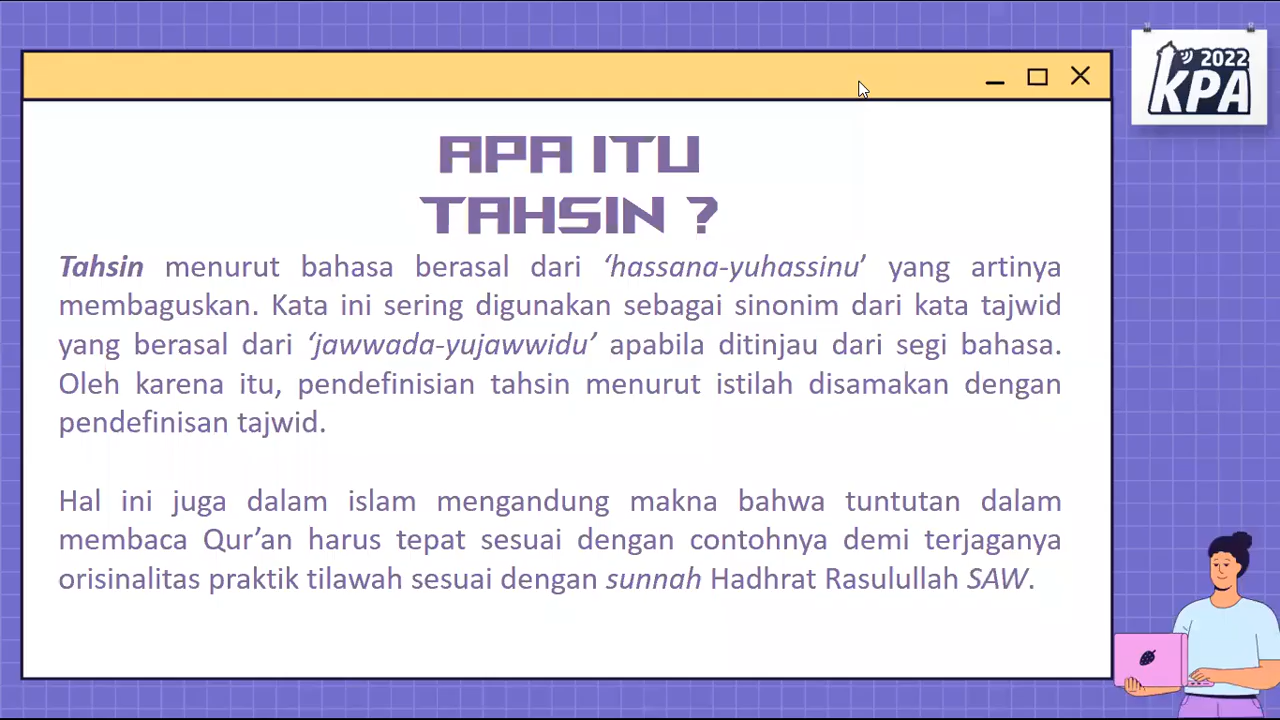 2022
KPA
APA ITU
TAHSIN ?
Tahsin menurut bahasa berasal dari ‘hassana-yuhassinu’ yang artinya
membaguskan. Kata ini sering digunakan sebagai sinonim dari kata tajwid
yang berasal dari ‘jawwada-yujawwidu’ apabila ditinjau dari segi bahasa.
Oleh karena itu, pendefinisian tahsin menurut istilah disamakan dengan
pendefinisan tajwid.
Hal ini juga dalam islam mengandung makna bahwa tuntutan dalam
membaca Qur’an harus tepat sesuai dengan contohnya demi terjaganya
orisinalitas praktik tilawah sesuai dengan sunnah Hadhrat Rasulullah SAW.